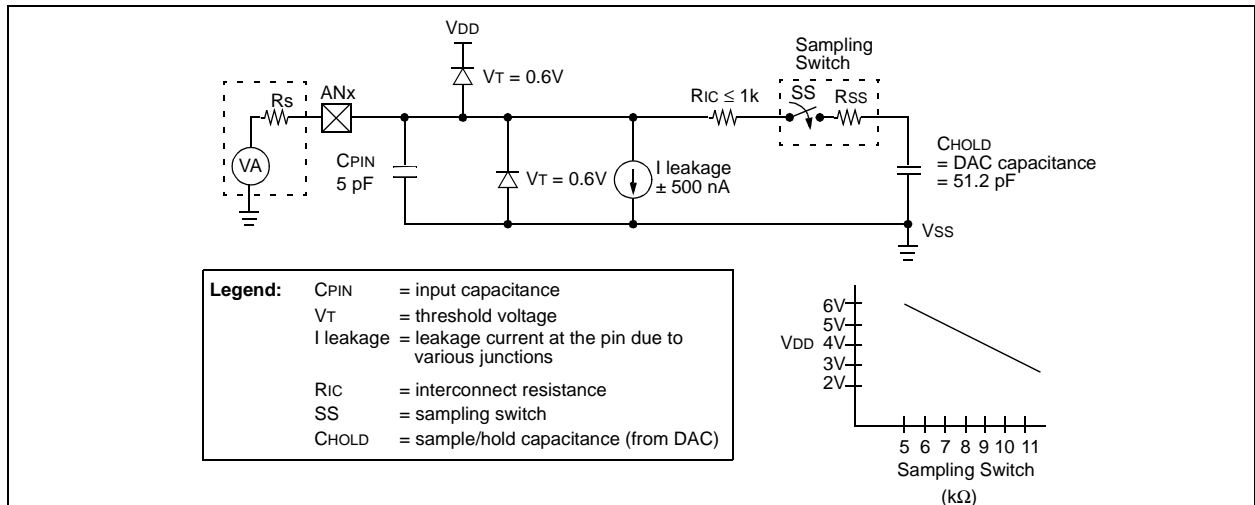 VDD
Sampling
Switch
VT = 0.6V
Rs
ANx
RIC ≤ 1k
SS
RSS
VA
CPIN
5 pF
VT = 0.6V
I leakage
± 500 nA
CHOLD
= DAC capacitance
= 51.2 pF
VSS
Legend: CPIN = input capacitance
VT = threshold voltage
I leakage = leakage current at the pin due to
various junctions
RIC = interconnect resistance
SS = sampling switch
CHOLD = sample/hold capacitance (from DAC)
6V
5V
VDD 4V
3V
2V
5 6 7 8 9 10 11
Sampling Switch
(kΩ)